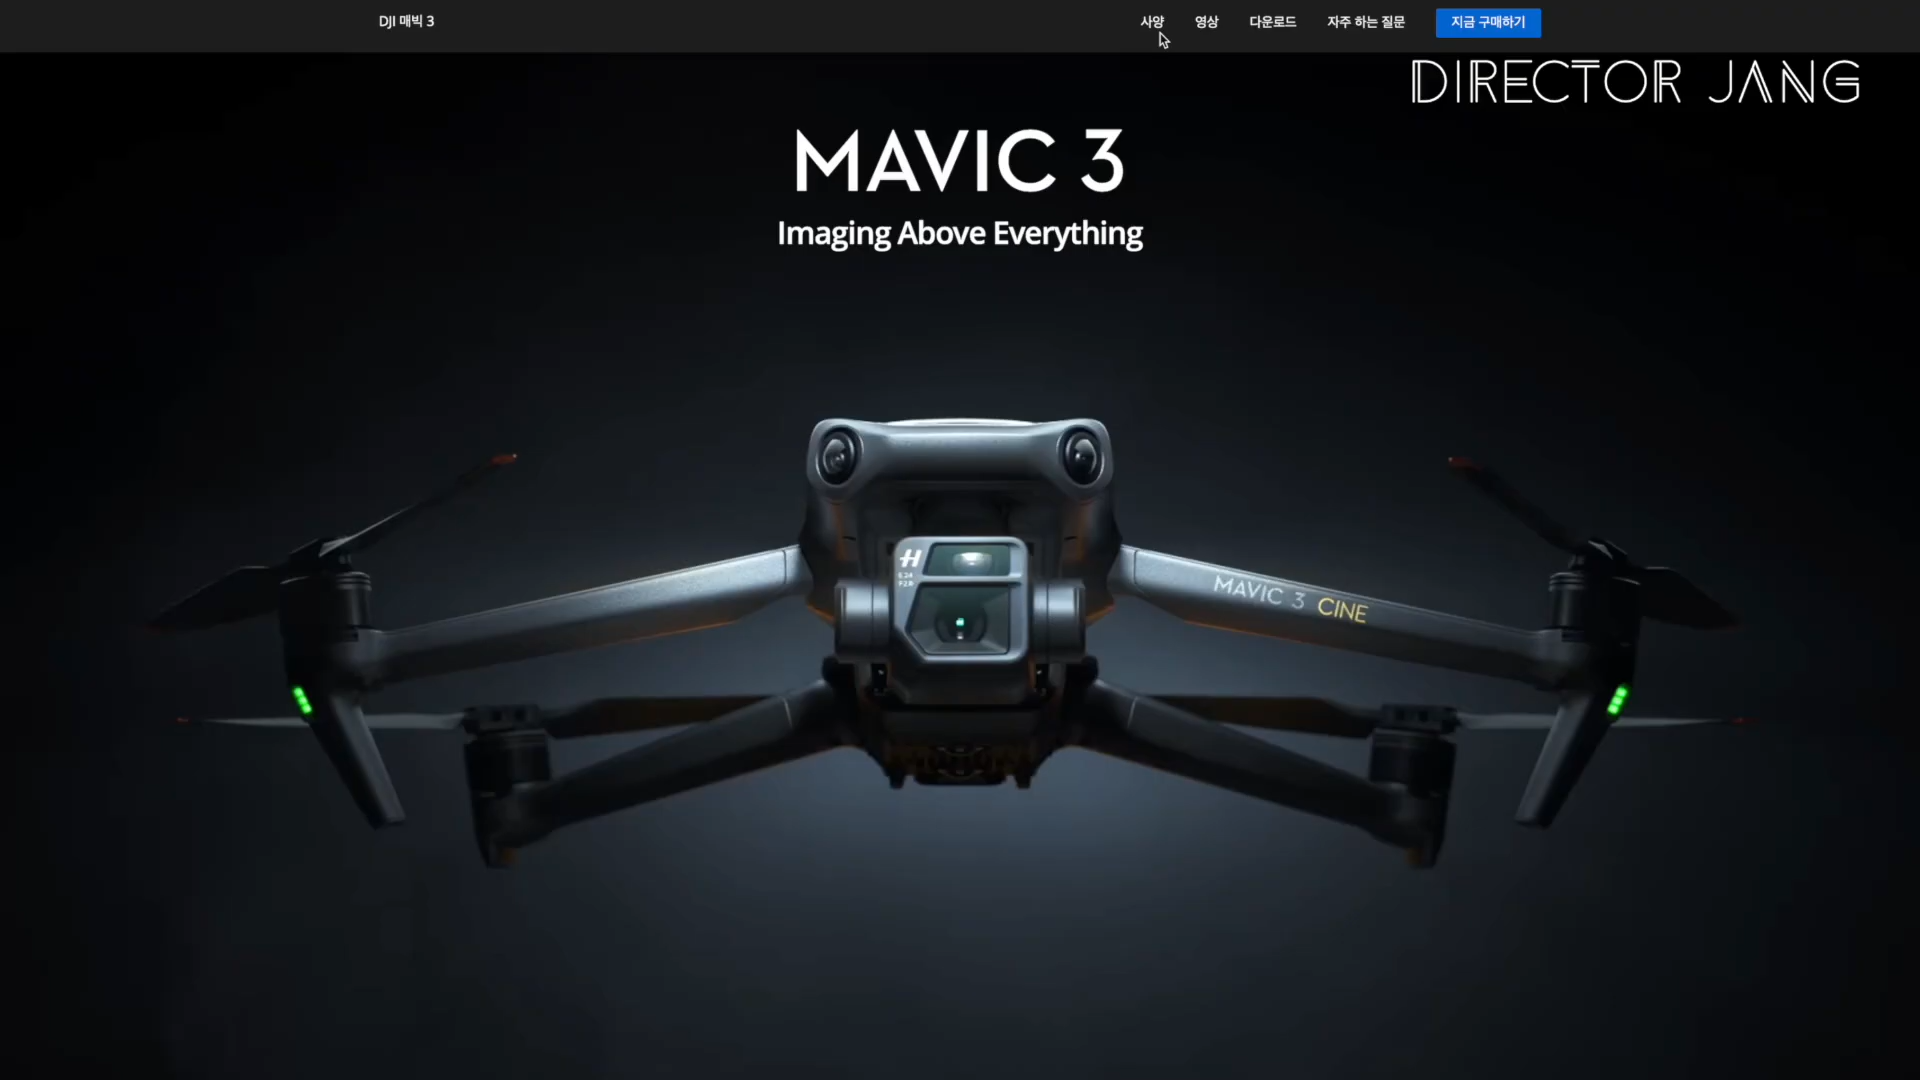 DJI 매빅 3
사양
영상
다운로드
자주 하는 질문
지금 구매하기
DIRECTOR JANG
MAVIC 3
Imaging Above Everything
H
MAVIC 3 CINE